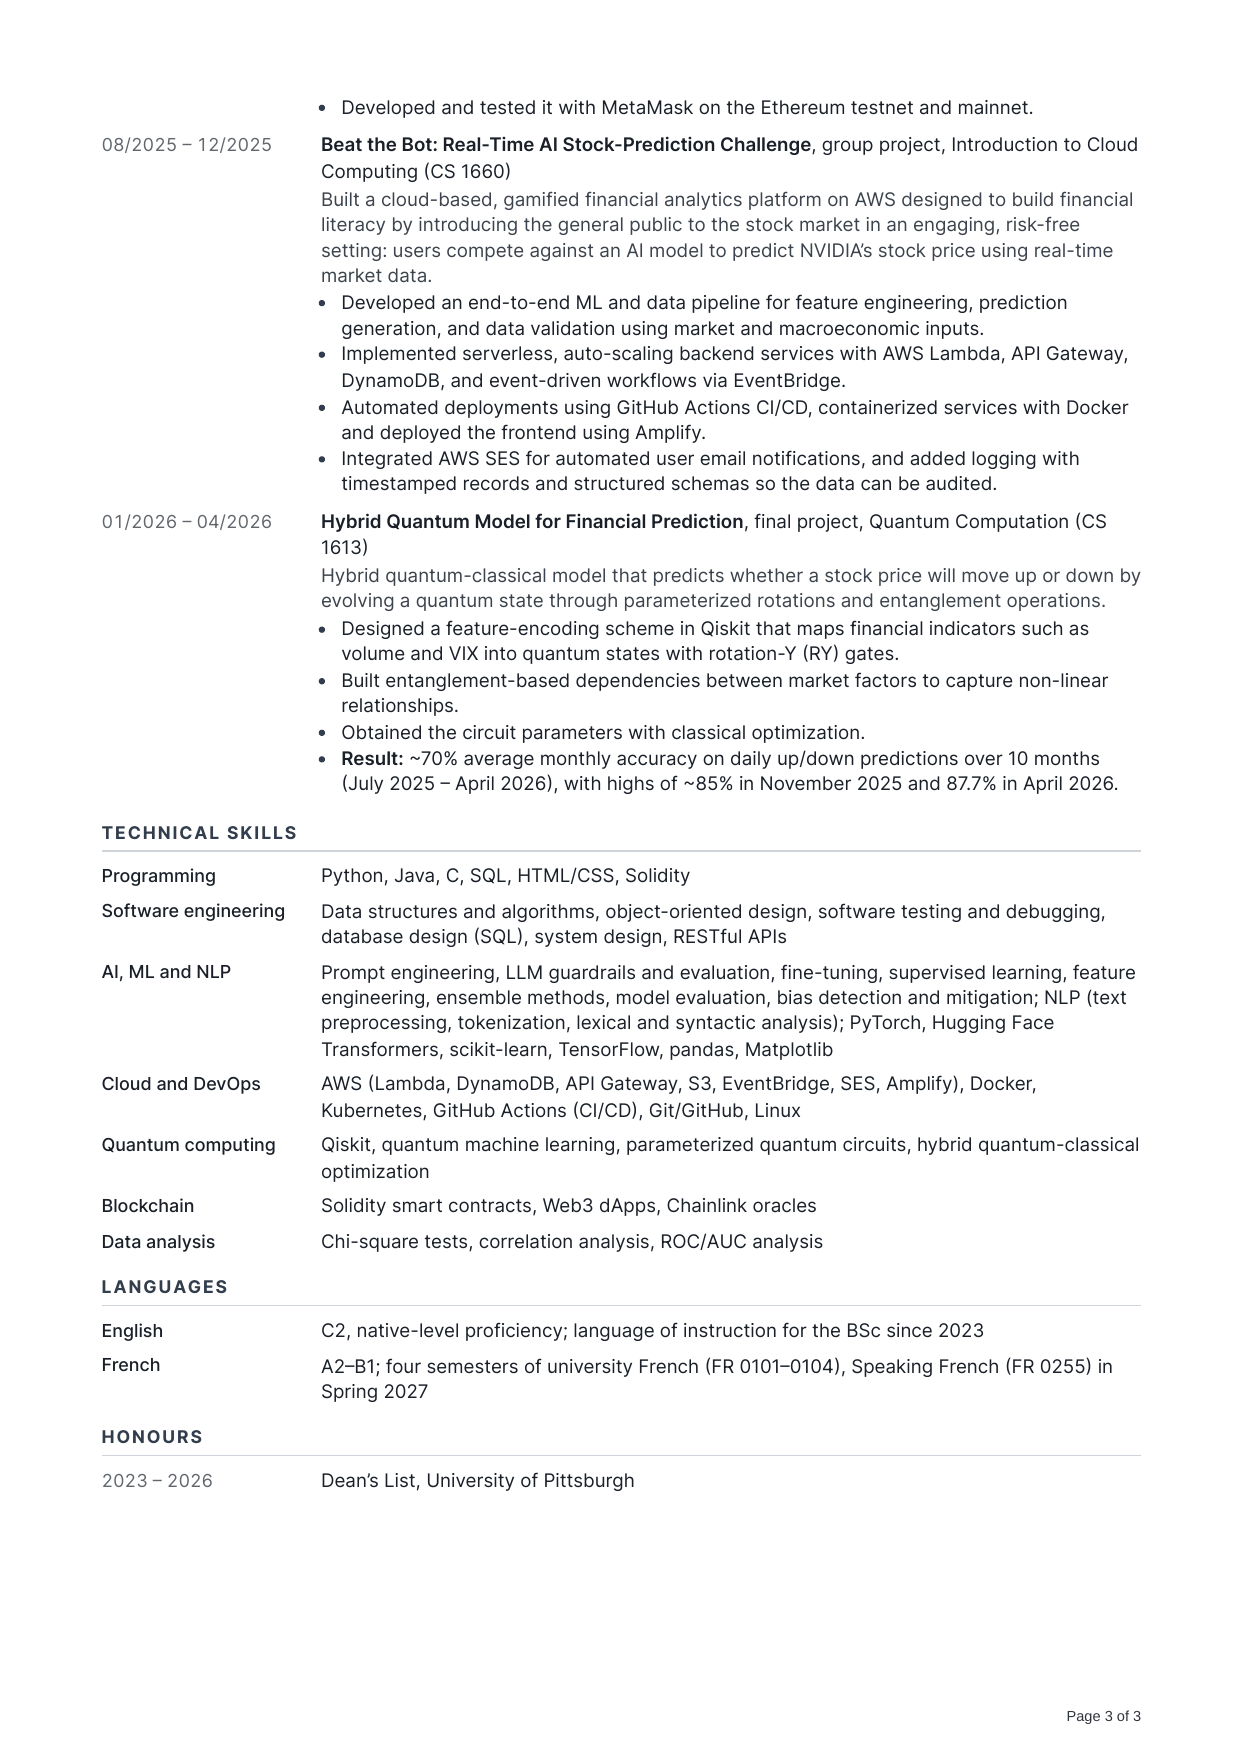 • Developed and tested it with MetaMask on the Ethereum testnet and mainnet.
08/2025 – 12/2025 Beat the Bot: Real-Time AI Stock-Prediction Challenge, group project, Introduction to Cloud
Computing (CS 1660)
Built a cloud-based, gamified financial analytics platform on AWS designed to build financial
literacy by introducing the general public to the stock market in an engaging, risk-free
setting: users compete against an AI model to predict NVIDIA’s stock price using real-time
market data.
• Developed an end-to-end ML and data pipeline for feature engineering, prediction
generation, and data validation using market and macroeconomic inputs.
• Implemented serverless, auto-scaling backend services with AWS Lambda, API Gateway,
DynamoDB, and event-driven workflows via EventBridge.
• Automated deployments using GitHub Actions CI/CD, containerized services with Docker
and deployed the frontend using Amplify.
• Integrated AWS SES for automated user email notifications, and added logging with
timestamped records and structured schemas so the data can be audited.
01/2026 – 04/2026 Hybrid Quantum Model for Financial Prediction, final project, Quantum Computation (CS
1613)
Hybrid quantum-classical model that predicts whether a stock price will move up or down by
evolving a quantum state through parameterized rotations and entanglement operations.
• Designed a feature-encoding scheme in Qiskit that maps financial indicators such as
volume and VIX into quantum states with rotation-Y (RY) gates.
• Built entanglement-based dependencies between market factors to capture non-linear
relationships.
• Obtained the circuit parameters with classical optimization.
• Result: ~70% average monthly accuracy on daily up/down predictions over 10 months
(July 2025 – April 2026), with highs of ~85% in November 2025 and 87.7% in April 2026.
TECHNICAL SKILLS
Programming Python, Java, C, SQL, HTML/CSS, Solidity
Software engineering Data structures and algorithms, object-oriented design, software testing and debugging,
database design (SQL), system design, RESTful APIs
AI, ML and NLP Prompt engineering, LLM guardrails and evaluation, fine-tuning, supervised learning, feature
engineering, ensemble methods, model evaluation, bias detection and mitigation; NLP (text
preprocessing, tokenization, lexical and syntactic analysis); PyTorch, Hugging Face
Transformers, scikit-learn, TensorFlow, pandas, Matplotlib
Cloud and DevOps AWS (Lambda, DynamoDB, API Gateway, S3, EventBridge, SES, Amplify), Docker,
Kubernetes, GitHub Actions (CI/CD), Git/GitHub, Linux
Quantum computing Qiskit, quantum machine learning, parameterized quantum circuits, hybrid quantum-classical
optimization
Blockchain Solidity smart contracts, Web3 dApps, Chainlink oracles
Data analysis Chi-square tests, correlation analysis, ROC/AUC analysis
LANGUAGES
English C2, native-level proficiency; language of instruction for the BSc since 2023
French A2–B1; four semesters of university French (FR 0101–0104), Speaking French (FR 0255) in
Spring 2027
HONOURS
2023 – 2026 Dean’s List, University of Pittsburgh
Page 3 of 3